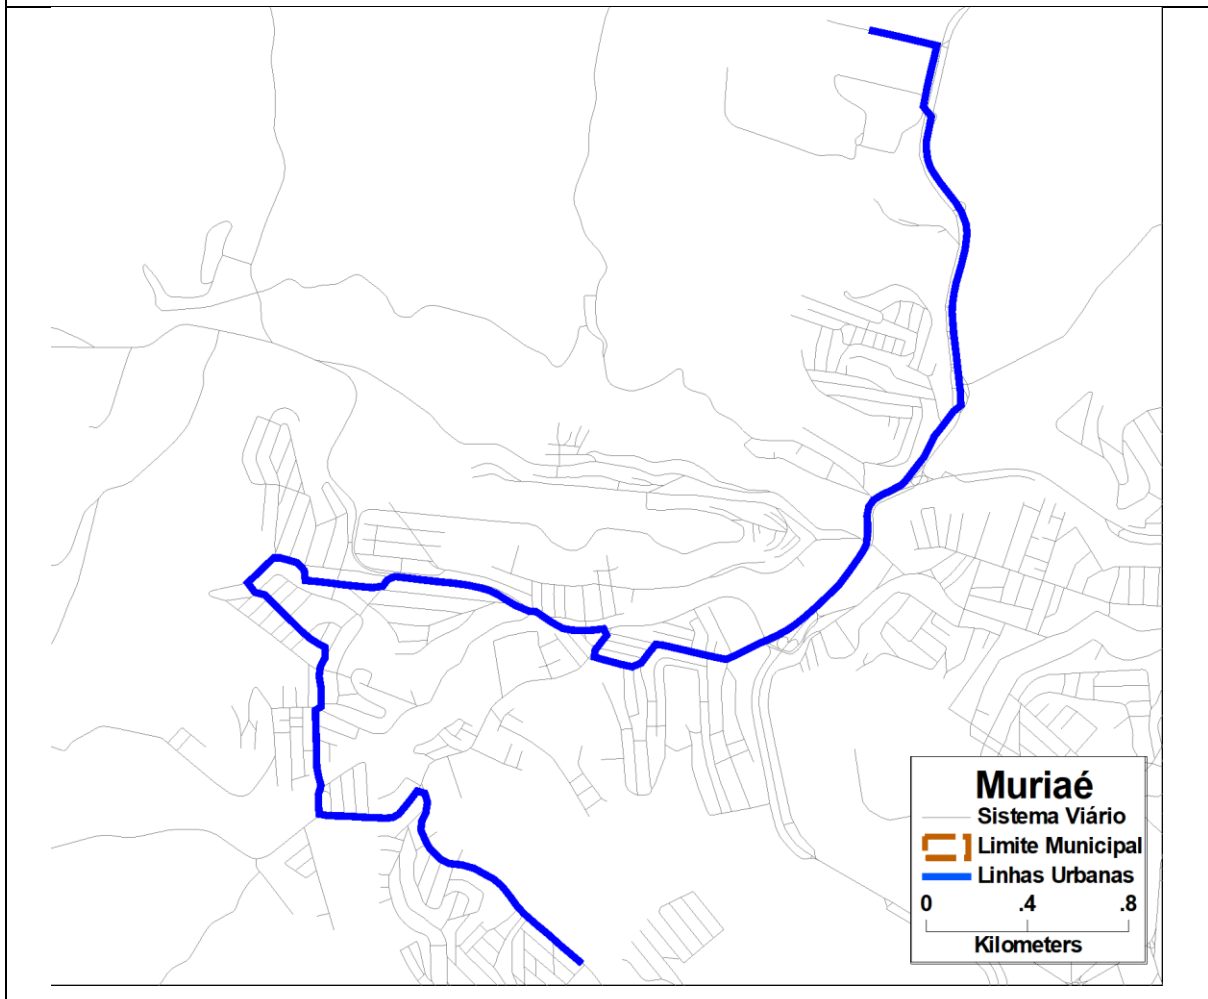 Muriaé
Sistema Viário
Limite Municipal
Linhas Urbanas
0 .4 .8
Kilometers